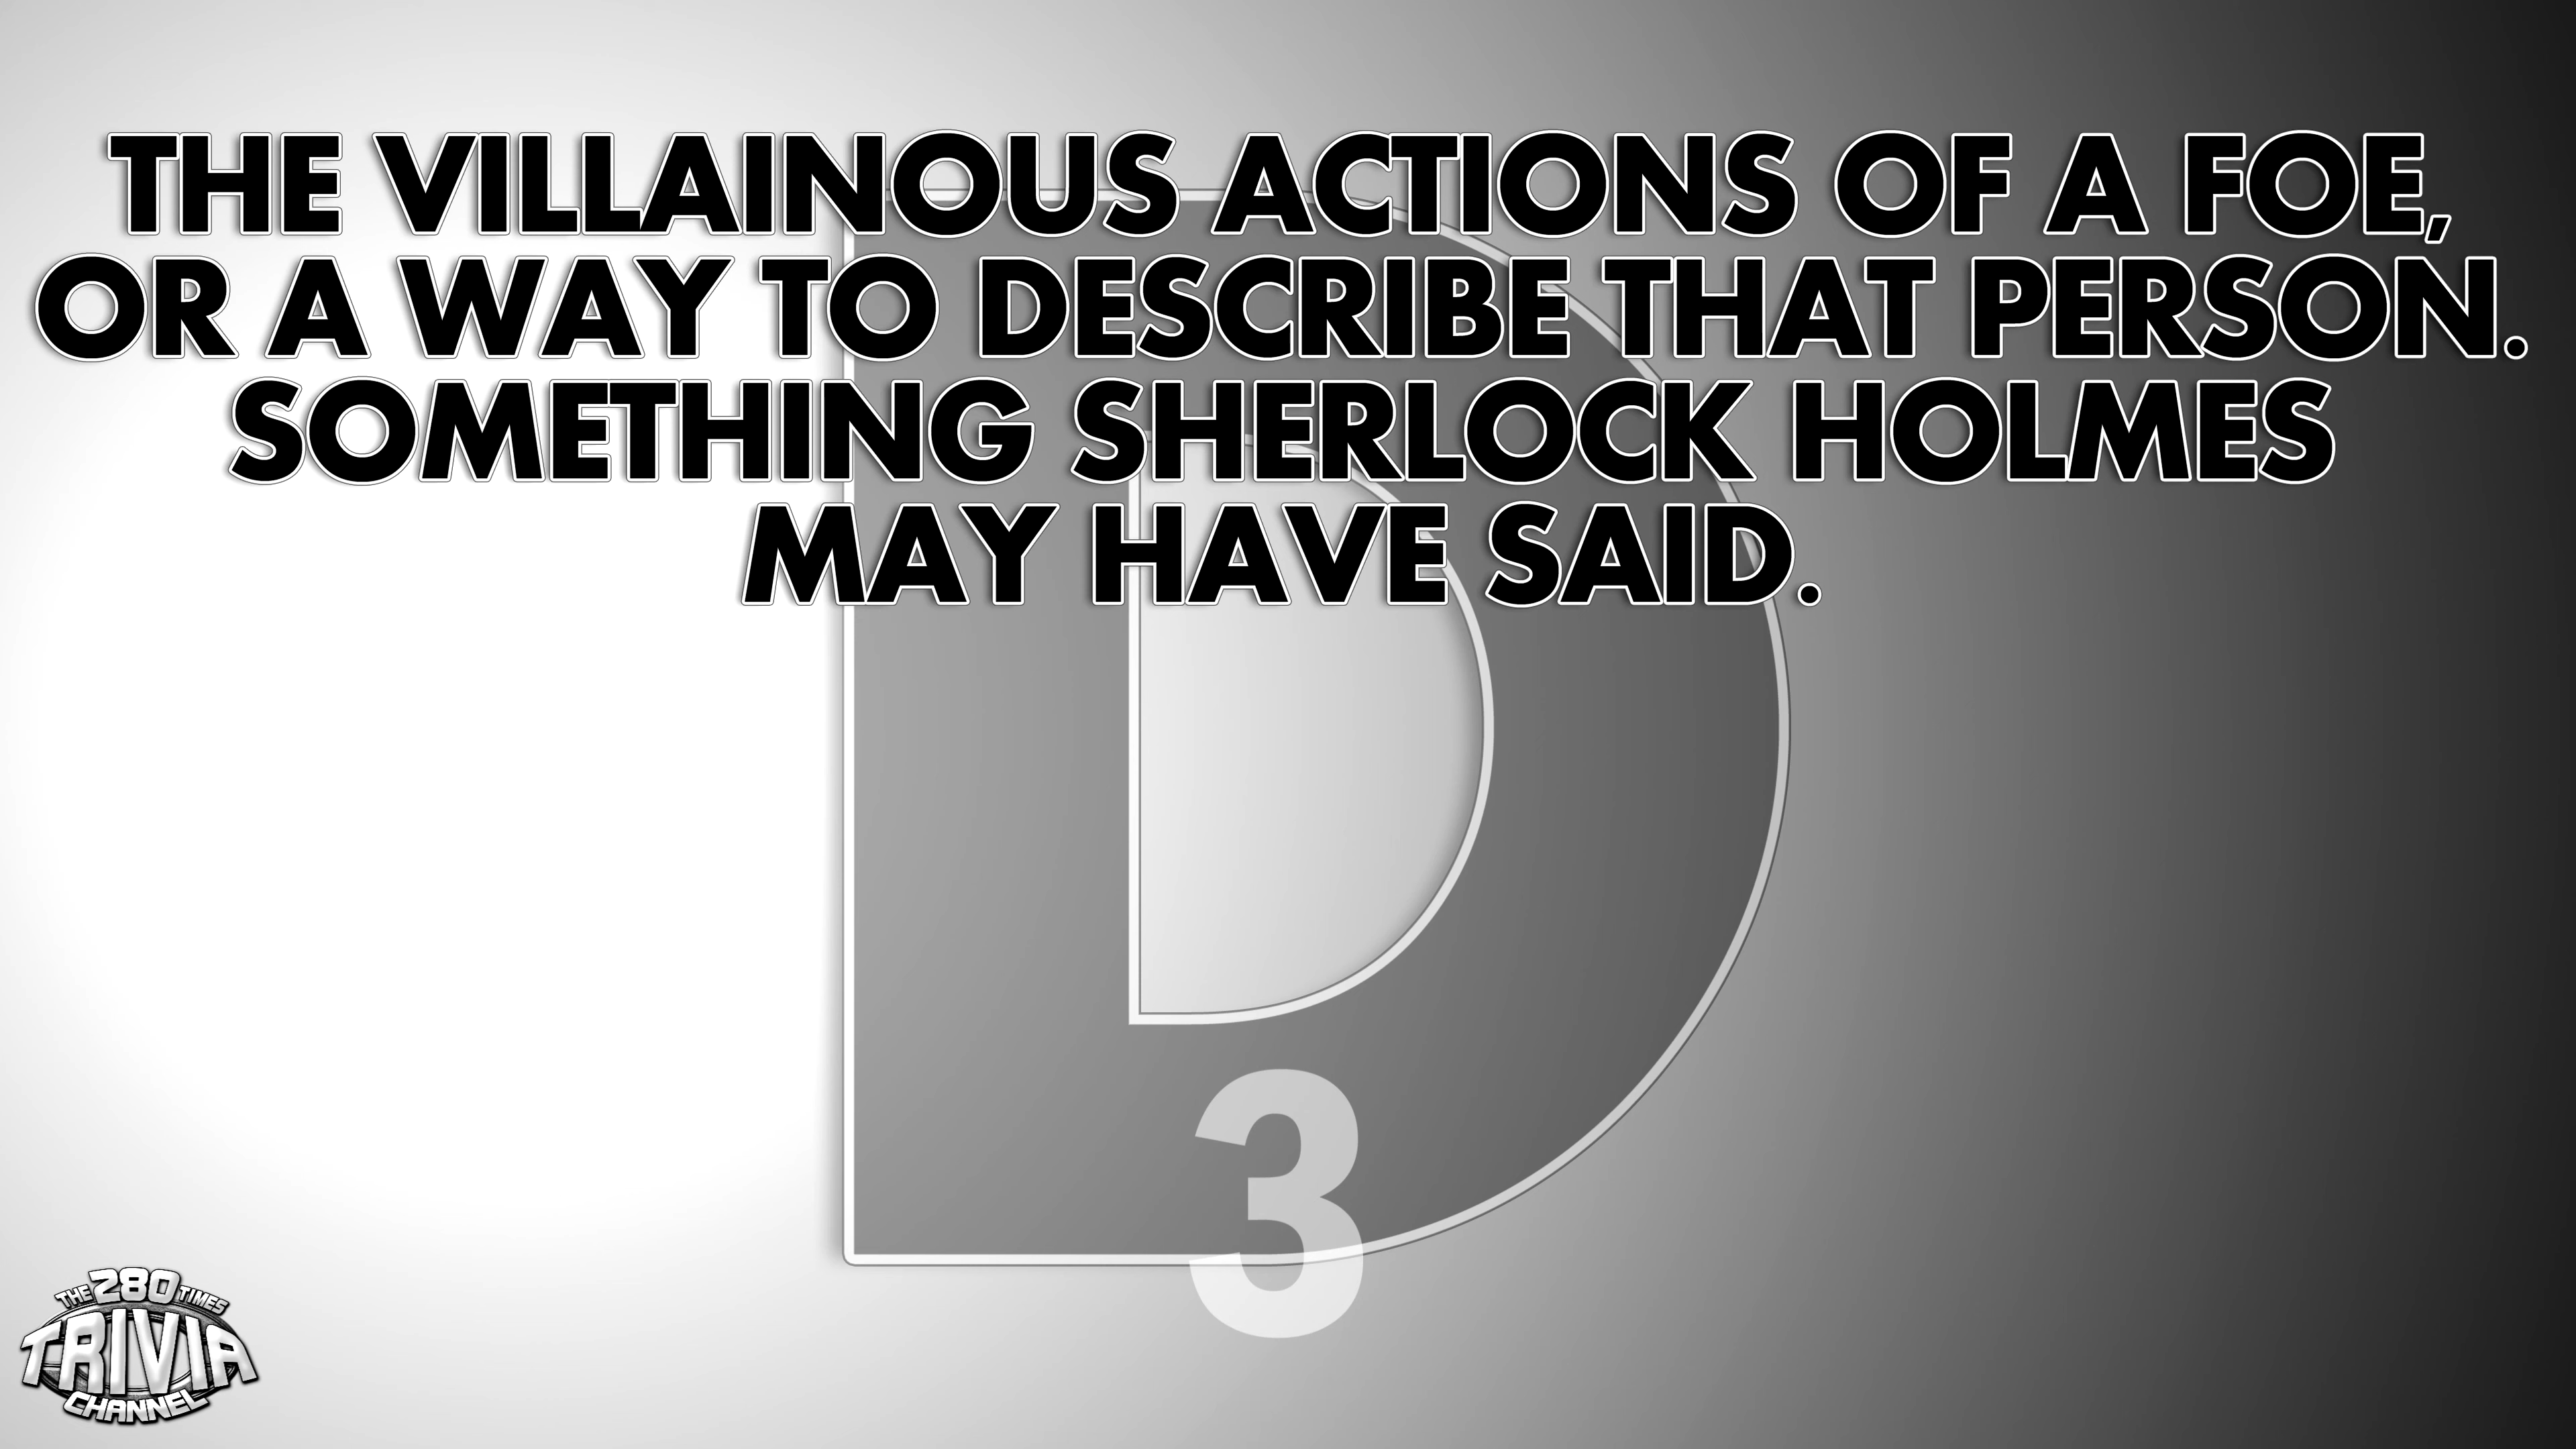 THE VILLAINOUS ACTIONS OF A FOE,
OR A WAY TO DESCRIBE THAT PERSON.
SOMETHING SHERLOCK HOLMES
MAY HAVE SAID.
D
3
THE 280 TIMES
TRIVIA
CHANNEL